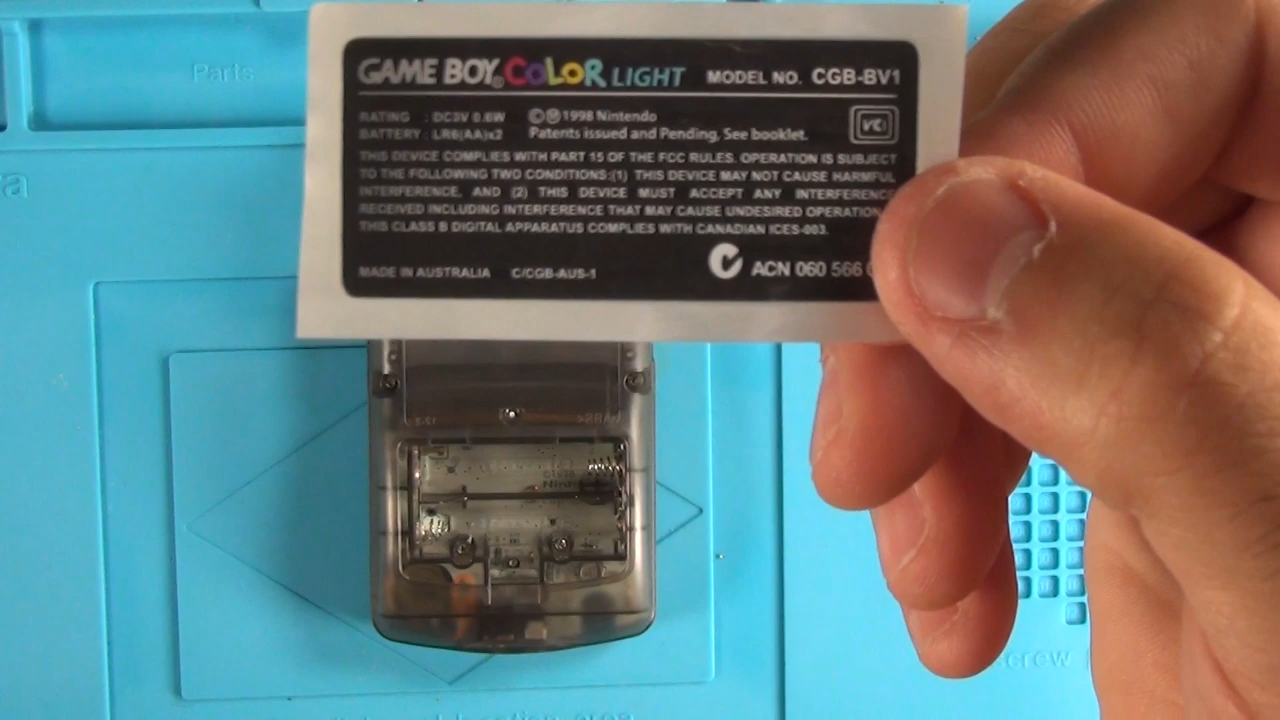 Parts
GAME BOY COLOR LIGHT MODEL NO. CGB-BV1
RATING : DC3V 0.6W ©Ⓟ1998 Nintendo
BATTERY : LR6(AA)x2 Patents issued and Pending, See booklet.
THIS DEVICE COMPLIES WITH PART 15 OF THE FCC RULES. OPERATION IS SUBJECT
TO THE FOLLOWING TWO CONDITIONS:(1) THIS DEVICE MAY NOT CAUSE HARMFUL
INTERFERENCE, AND (2) THIS DEVICE MUST ACCEPT ANY INTERFERENCE
RECEIVED INCLUDING INTERFERENCE THAT MAY CAUSE UNDESIRED OPERATION.
THIS CLASS B DIGITAL APPARATUS COMPLIES WITH CANADIAN ICES-003.
MADE IN AUSTRALIA C/CGB-AUS-1 ACN 060 566
screw